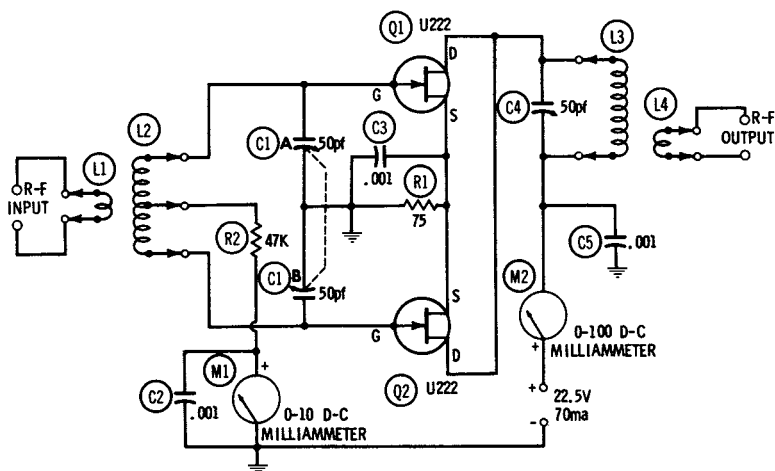 Q1 U222
L3
D
L2
G
C4 50pf
L4
S
C3
R-F
OUTPUT
C1 A 50pf
L1
R-F
INPUT
.001
R1
75
R2 47K
C5 .001
C1 B
50pf
M2
S
G
D
0-100 D-C
MILLIAMMETER
M1 +
+
Q2 U222
C2
.001
0-10 D-C
MILLIAMMETER
+ 22.5V
- 70ma